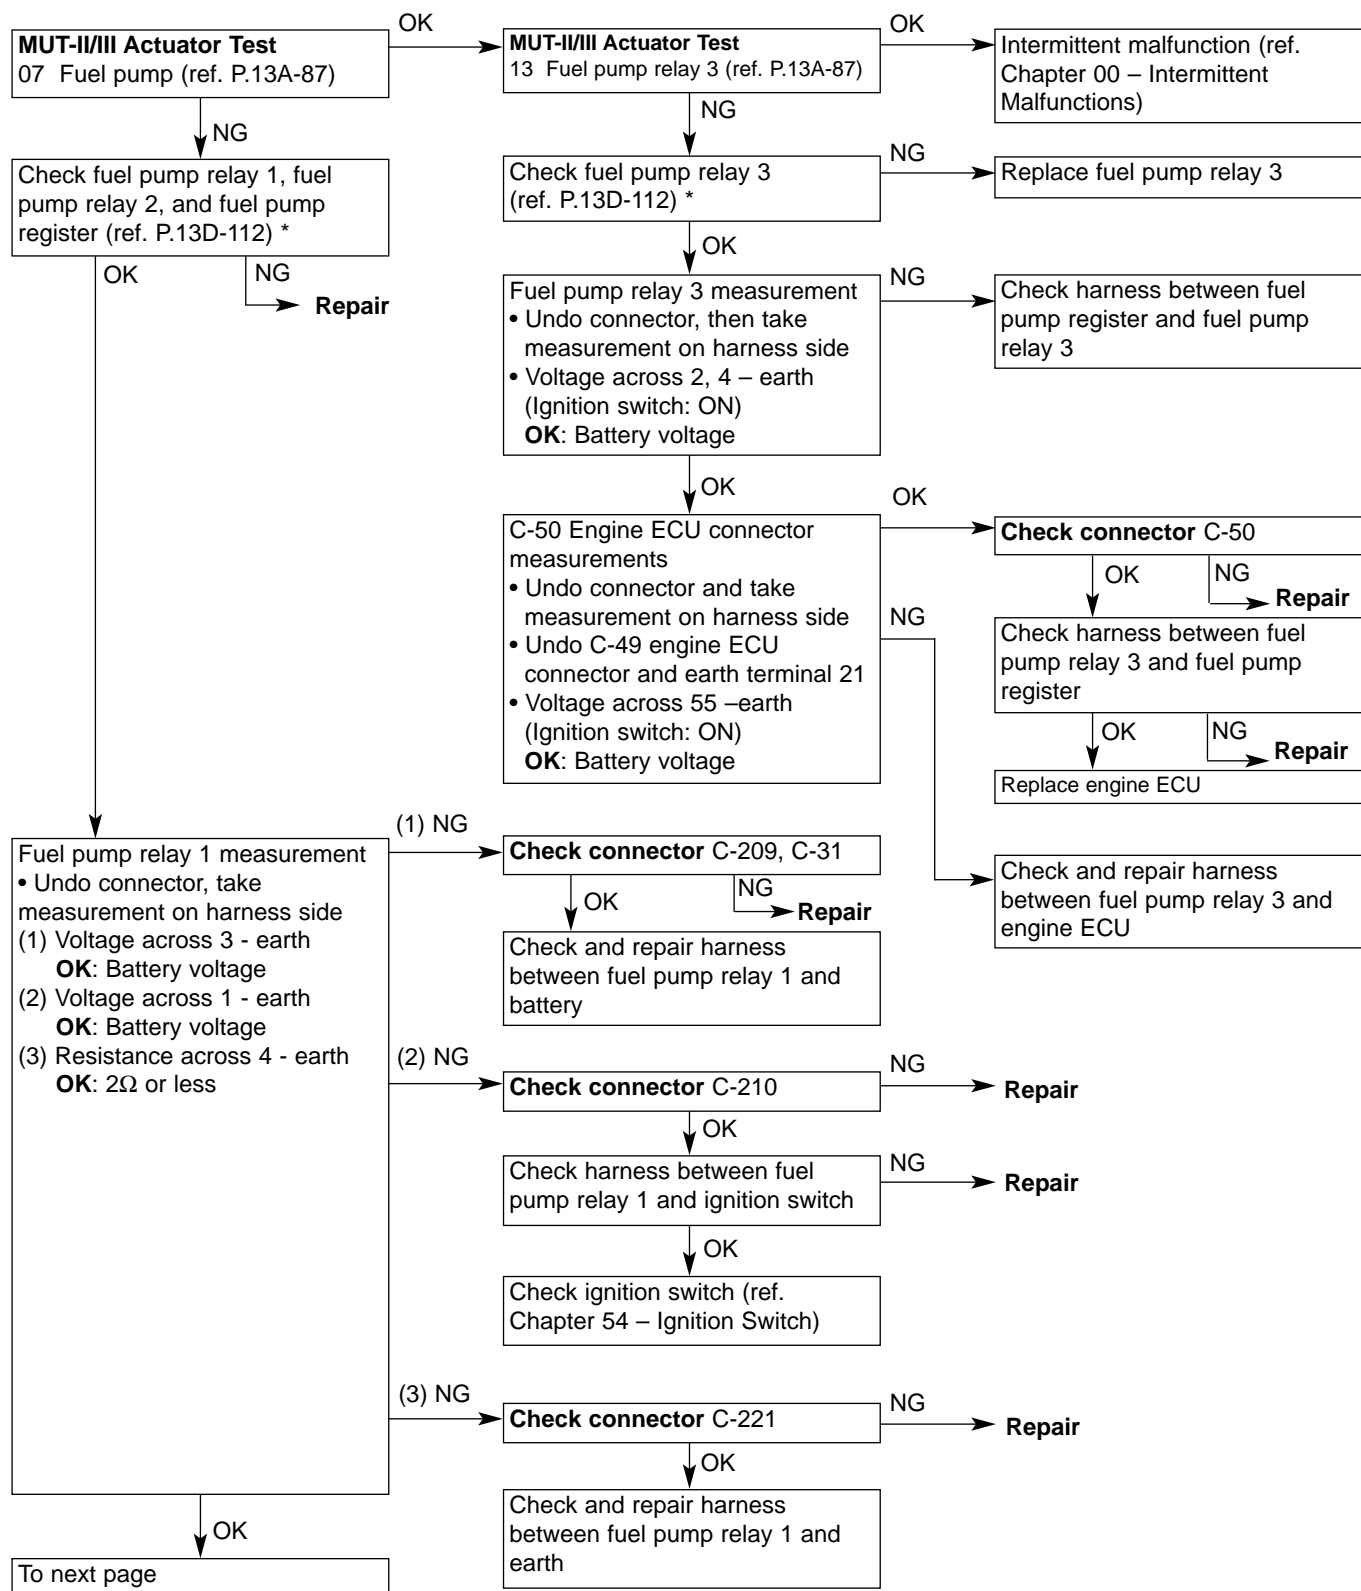 MUT-II/III Actuator Test
07 Fuel pump (ref. P.13A-87)
OK
MUT-II/III Actuator Test
13 Fuel pump relay 3 (ref. P.13A-87)
OK
Intermittent malfunction (ref.
Chapter 00 – Intermittent
Malfunctions)
NG
NG
Check fuel pump relay 1, fuel
pump relay 2, and fuel pump
register (ref. P.13D-112) *
Check fuel pump relay 3
(ref. P.13D-112) *
NG
Replace fuel pump relay 3
OK
NG
Repair
OK
Fuel pump relay 3 measurement
• Undo connector, then take
measurement on harness side
• Voltage across 2, 4 – earth
(Ignition switch: ON)
OK: Battery voltage
NG
Check harness between fuel
pump register and fuel pump
relay 3
OK
C-50 Engine ECU connector
measurements
• Undo connector and take
measurement on harness side
• Undo C-49 engine ECU
connector and earth terminal 21
• Voltage across 55 –earth
(Ignition switch: ON)
OK: Battery voltage
OK
Check connector C-50
OK
NG
Repair
NG
Check harness between fuel
pump relay 3 and fuel pump
register
OK
NG
Repair
Replace engine ECU
Check and repair harness
between fuel pump relay 3 and
engine ECU
Fuel pump relay 1 measurement
• Undo connector, take
measurement on harness side
(1) Voltage across 3 - earth
OK: Battery voltage
(2) Voltage across 1 - earth
OK: Battery voltage
(3) Resistance across 4 - earth
OK: 2Ω or less
(1) NG
Check connector C-209, C-31
OK
NG
Repair
Check and repair harness
between fuel pump relay 1 and
battery
(2) NG
Check connector C-210
NG
Repair
OK
Check harness between fuel
pump relay 1 and ignition switch
NG
Repair
OK
Check ignition switch (ref.
Chapter 54 – Ignition Switch)
(3) NG
Check connector C-221
NG
Repair
OK
Check and repair harness
between fuel pump relay 1 and
earth
OK
To next page